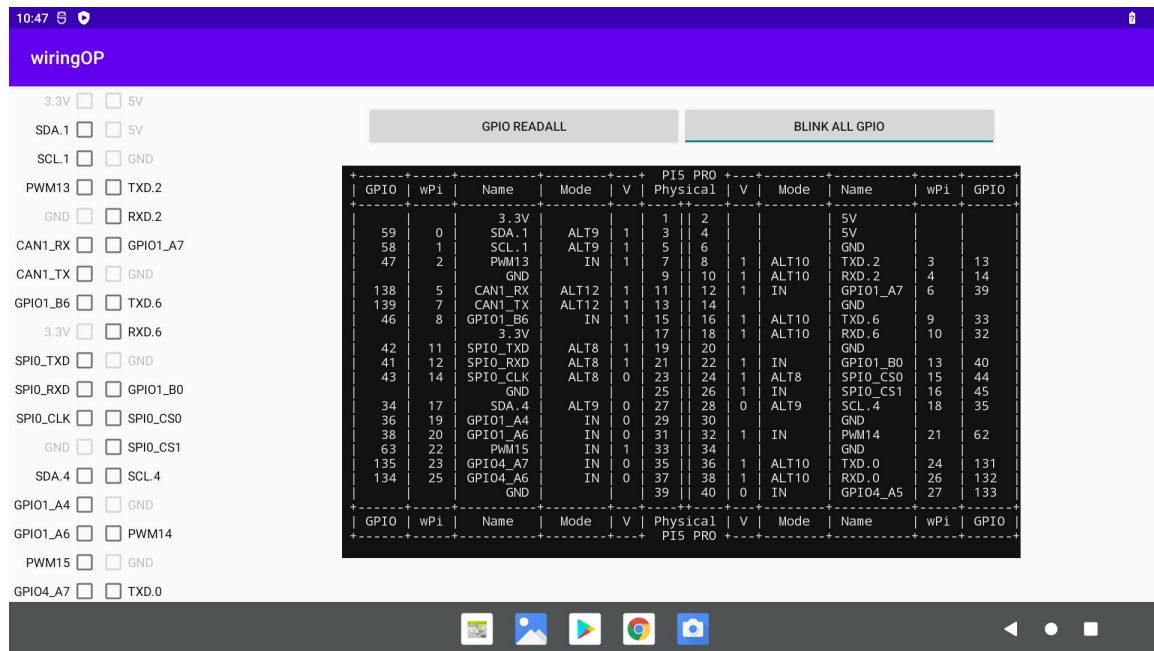 10:47
wiringOP
3.3V 5V
SDA.1 5V
SCL.1 GND
PWM13 TXD.2
GND RXD.2
CAN1_RX GPIO1_A7
CAN1_TX GND
GPIO1_B6 TXD.6
3.3V RXD.6
SPI0_TXD GND
SPI0_RXD GPIO1_B0
SPI0_CLK SPI0_CS0
GND SPI0_CS1
SDA.4 SCL.4
GPIO1_A4 GND
GPIO1_A6 PWM14
PWM15 GND
GPIO4_A7 TXD.0
GPIO READALL BLINK ALL GPIO
+------+-----+----------+--------+---+ PI5 PRO +---+--------+----------+-----+------+
| GPIO | wPi | Name | Mode | V | Physical | V | Mode | Name | wPi | GPIO |
+------+-----+----------+--------+---+----++----+---+--------+----------+-----+------+
| | | 3.3V | | | 1 || 2 | | | 5V | | |
| 59 | 0 | SDA.1 | ALT9 | 1 | 3 || 4 | | | 5V | | |
| 58 | 1 | SCL.1 | ALT9 | 1 | 5 || 6 | | | GND | | |
| 47 | 2 | PWM13 | IN | 1 | 7 || 8 | 1 | ALT10 | TXD.2 | 3 | 13 |
| | | GND | | | 9 || 10 | 1 | ALT10 | RXD.2 | 4 | 14 |
| 138 | 5 | CAN1_RX | ALT12 | 1 | 11 || 12 | 1 | IN | GPIO1_A7 | 6 | 39 |
| 139 | 7 | CAN1_TX | ALT12 | 1 | 13 || 14 | | | GND | | |
| 46 | 8 | GPIO1_B6 | IN | 1 | 15 || 16 | 1 | ALT10 | TXD.6 | 9 | 33 |
| | | 3.3V | | | 17 || 18 | 1 | ALT10 | RXD.6 | 10 | 32 |
| 42 | 11 | SPI0_TXD | ALT8 | 1 | 19 || 20 | | | GND | | |
| 41 | 12 | SPI0_RXD | ALT8 | 1 | 21 || 22 | 1 | IN | GPIO1_B0 | 13 | 40 |
| 43 | 14 | SPI0_CLK | ALT8 | 0 | 23 || 24 | 1 | ALT8 | SPI0_CS0 | 15 | 44 |
| | | GND | | | 25 || 26 | 1 | IN | SPI0_CS1 | 16 | 45 |
| 34 | 17 | SDA.4 | ALT9 | 0 | 27 || 28 | 0 | ALT9 | SCL.4 | 18 | 35 |
| 36 | 19 | GPIO1_A4 | IN | 0 | 29 || 30 | | | GND | | |
| 38 | 20 | GPIO1_A6 | IN | 0 | 31 || 32 | 1 | IN | PWM14 | 21 | 62 |
| 63 | 22 | PWM15 | IN | 1 | 33 || 34 | | | GND | | |
| 135 | 23 | GPIO4_A7 | IN | 0 | 35 || 36 | 1 | ALT10 | TXD.0 | 24 | 131 |
| 134 | 25 | GPIO4_A6 | IN | 0 | 37 || 38 | 1 | ALT10 | RXD.0 | 26 | 132 |
| | | GND | | | 39 || 40 | 0 | IN | GPIO4_A5 | 27 | 133 |
+------+-----+----------+--------+---+----++----+---+--------+----------+-----+------+
| GPIO | wPi | Name | Mode | V | Physical | V | Mode | Name | wPi | GPIO |
+------+-----+----------+--------+---+ PI5 PRO +---+--------+----------+-----+------+